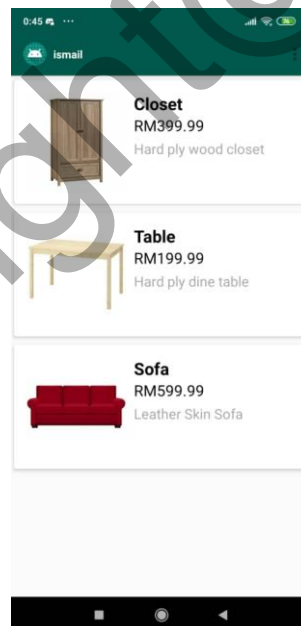 0:45
ismail
Closet
RM399.99
Hard ply wood closet
Table
RM199.99
Hard ply dine table
Sofa
RM599.99
Leather Skin Sofa